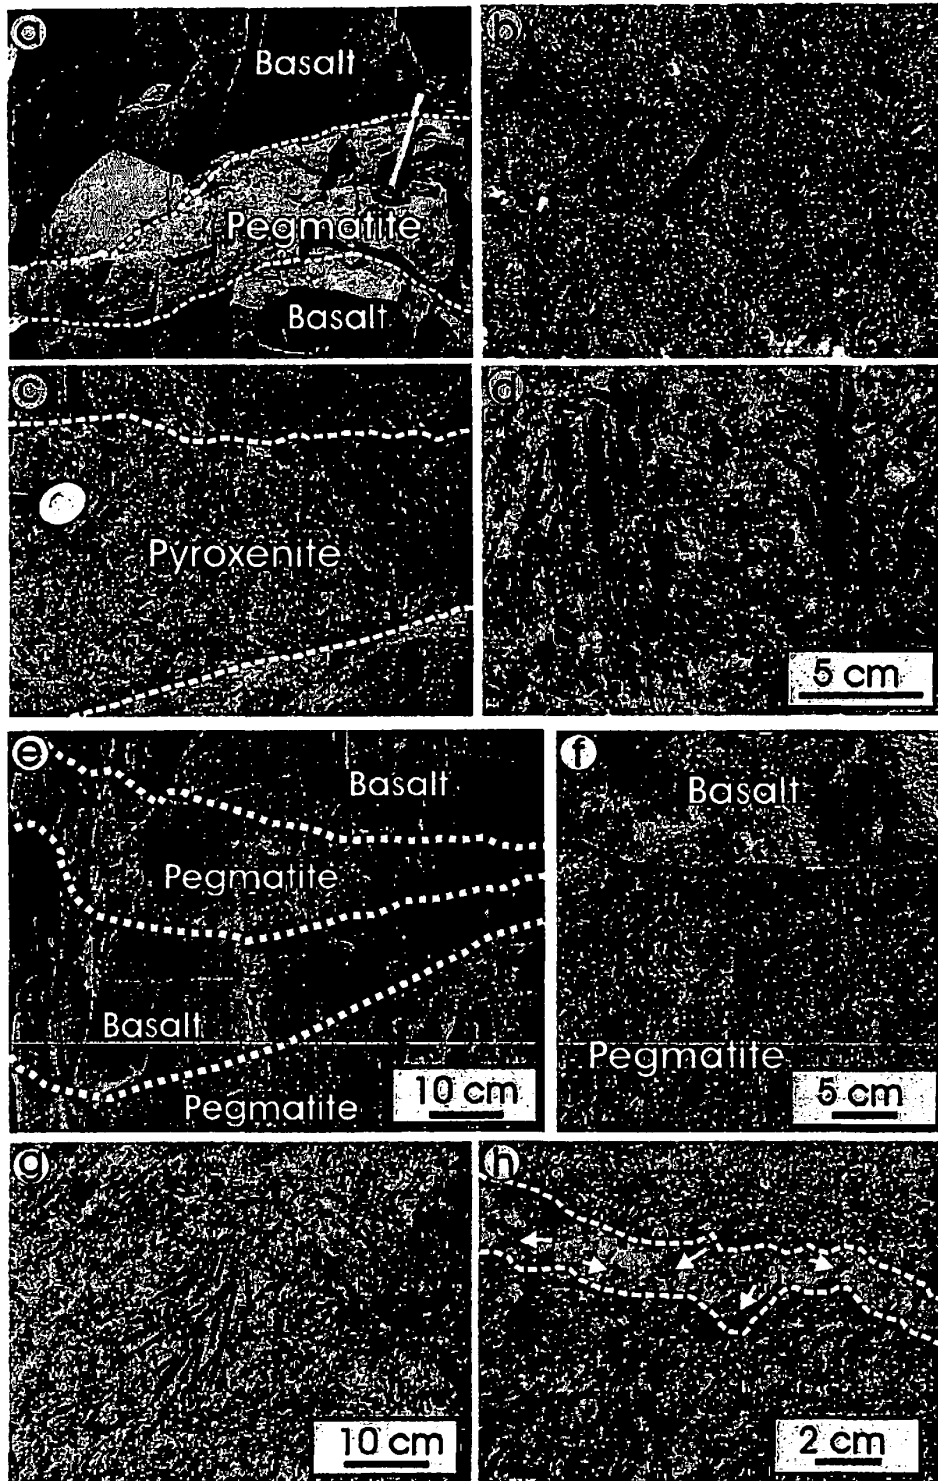 a
Basalt
Pegmatite
Basalt
b
c
Pyroxenite
d
5 cm
e
Basalt
Pegmatite
Basalt
Pegmatite
10 cm
f
Basalt
Pegmatite
5 cm
g
10 cm
h
2 cm